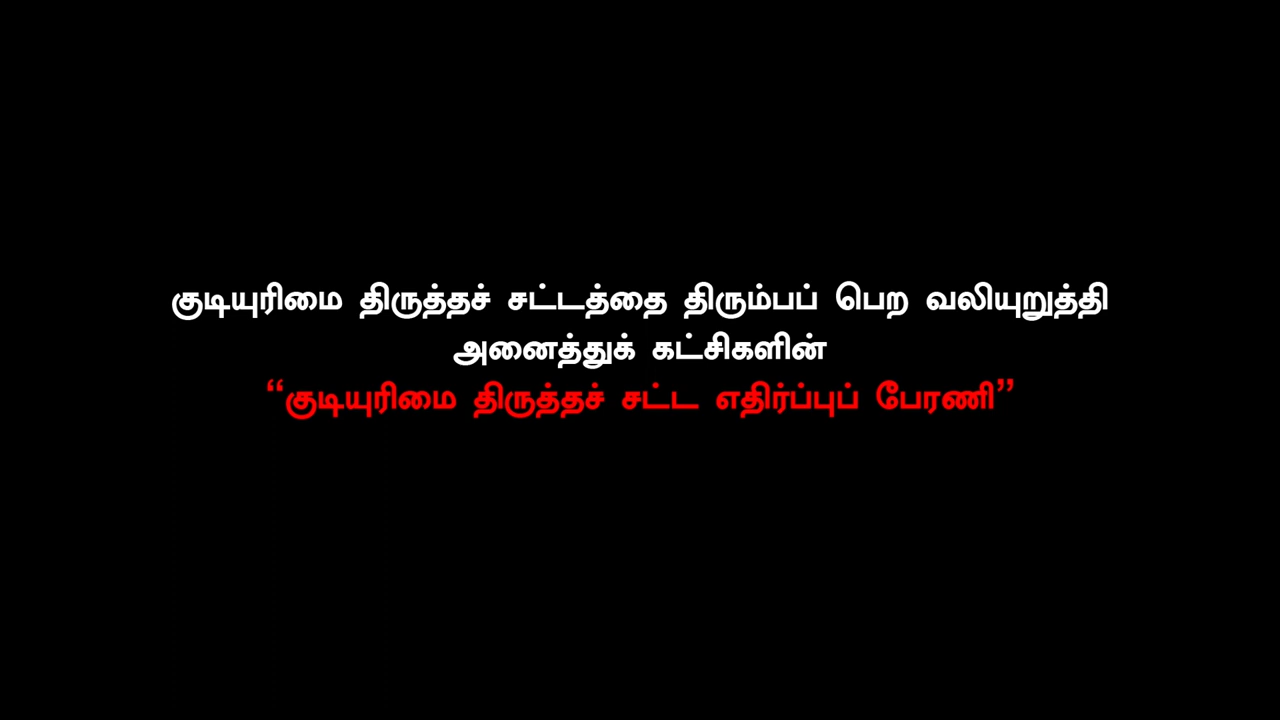 குடியுரிமை திருத்தச் சட்டத்தை திரும்பப் பெற வலியுறுத்தி
அனைத்துக் கட்சிகளின்
“குடியுரிமை திருத்தச் சட்ட எதிர்ப்புப் பேரணி”